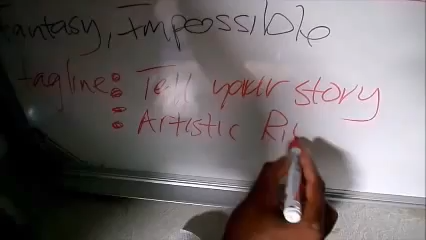 Fantasy, Impossible
tagline: Tell your story
• Artistic Ri